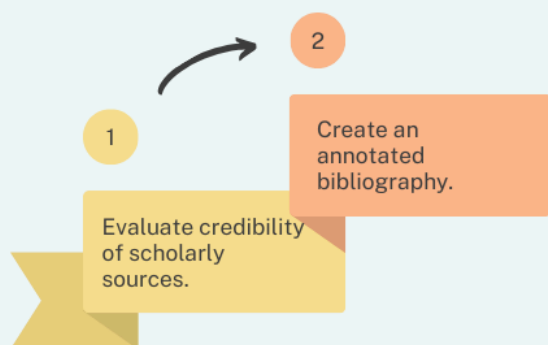 1
Evaluate credibility
of scholarly
sources.
2
Create an
annotated
bibliography.